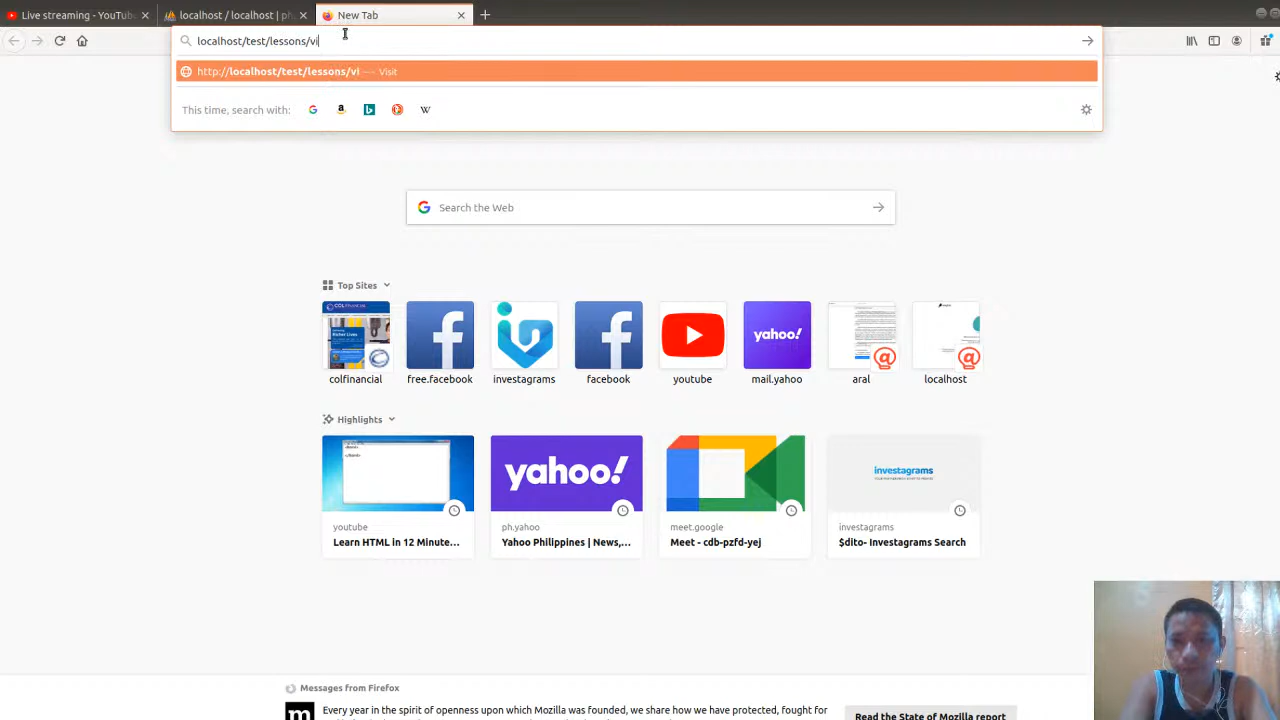 Live streaming - YouTube
localhost / localhost | ph
New Tab
localhost/test/lessons/vi
http://localhost/test/lessons/vi — Visit
This time, search with:
Search the Web
Top Sites
COL FINANCIAL
yahoo!
colfinancial
free.facebook
investagrams
facebook
youtube
mail.yahoo
aral
localhost
Highlights
yahoo!
investagrams
youtube
Learn HTML in 12 Minute...
ph.yahoo
Yahoo Philippines | News,...
meet.google
Meet - cdb-pzfd-yej
investagrams
$dito- Investagrams Search
Messages from Firefox
Every year in the spirit of openness upon which Mozilla was founded, we share how we have protected, fought for
Read the State of Mozilla report